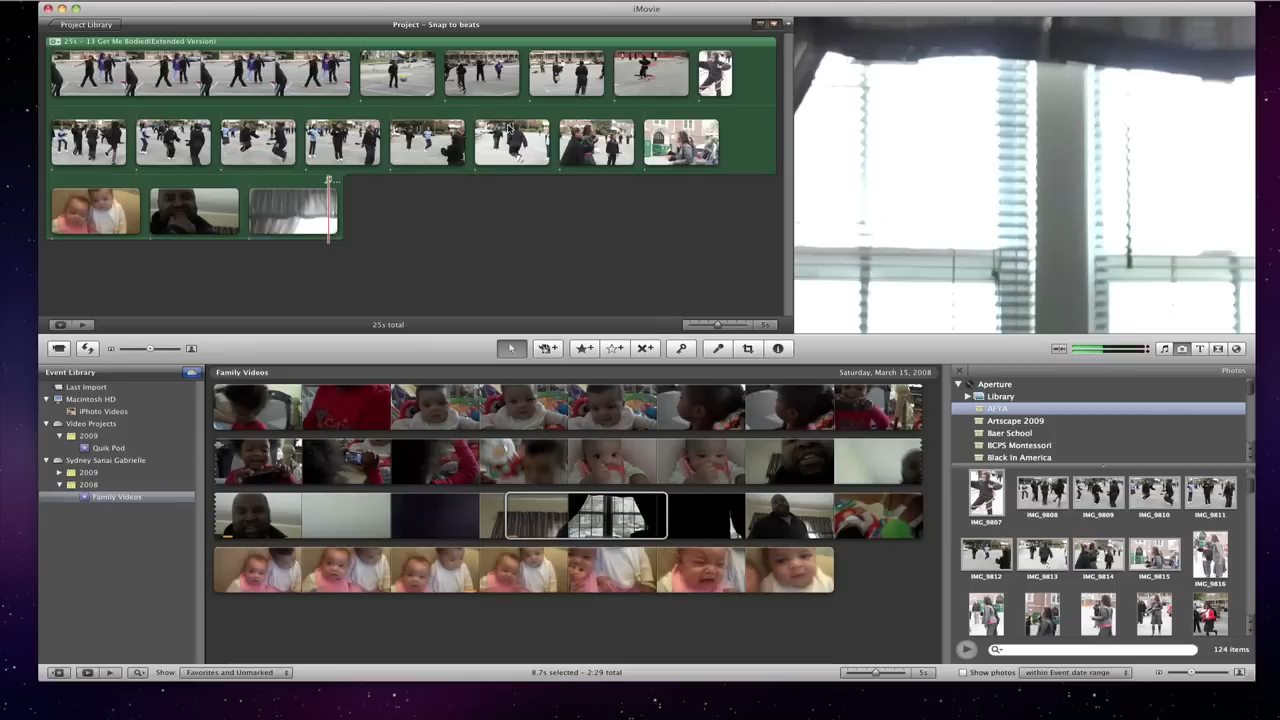 iMovie
Project Library
Project - Snap to beats
25s - 13 Get Me Bodied(Extended Version)
25s total
5s
Event Library
Last Import
Macintosh HD
iPhoto Videos
Video Projects
2009
Quik Pod
Sydney Sanai Gabrielle
2009
2008
Family Videos
Family Videos
Saturday, March 15, 2008
Photos
Aperture
Library
AFYA
Artscape 2009
Baer School
BCPS Montessori
Black In America
IMG_9807
IMG_9808
IMG_9809
IMG_9810
IMG_9811
IMG_9812
IMG_9813
IMG_9814
IMG_9815
IMG_9816
124 items
Show:
Favorites and Unmarked
8.7s selected - 2:29 total
5s
Show photos
within Event date range